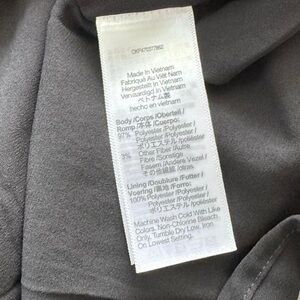 Made in Vietnam
Fabriqué Au Viêt Nam
Hergestellt in Vietnam
Vervaardigd in Vietnam
ベトナム製
hecho en vietnam
Body/Corps/Oberteil/
Romp/本体/Cuerpo:
97% Polyester/Polyester/
Polyester/Polyester/
ポリエステル/poliéster
3% Other Fiber/Autre
Fibre/Sonstige
Fasern/Andere Vezel
その他繊維/otras
Lining/Doublure/Futter/
Voering/裏地/Forro:
100% Polyester/Polyester/
Polyester/Polyester/
ポリエステル/poliéster
Machine Wash Cold With Like
Colors, Non-Chlorine Bleach
Only, Tumble Dry Low, Iron
On Lowest Setting.